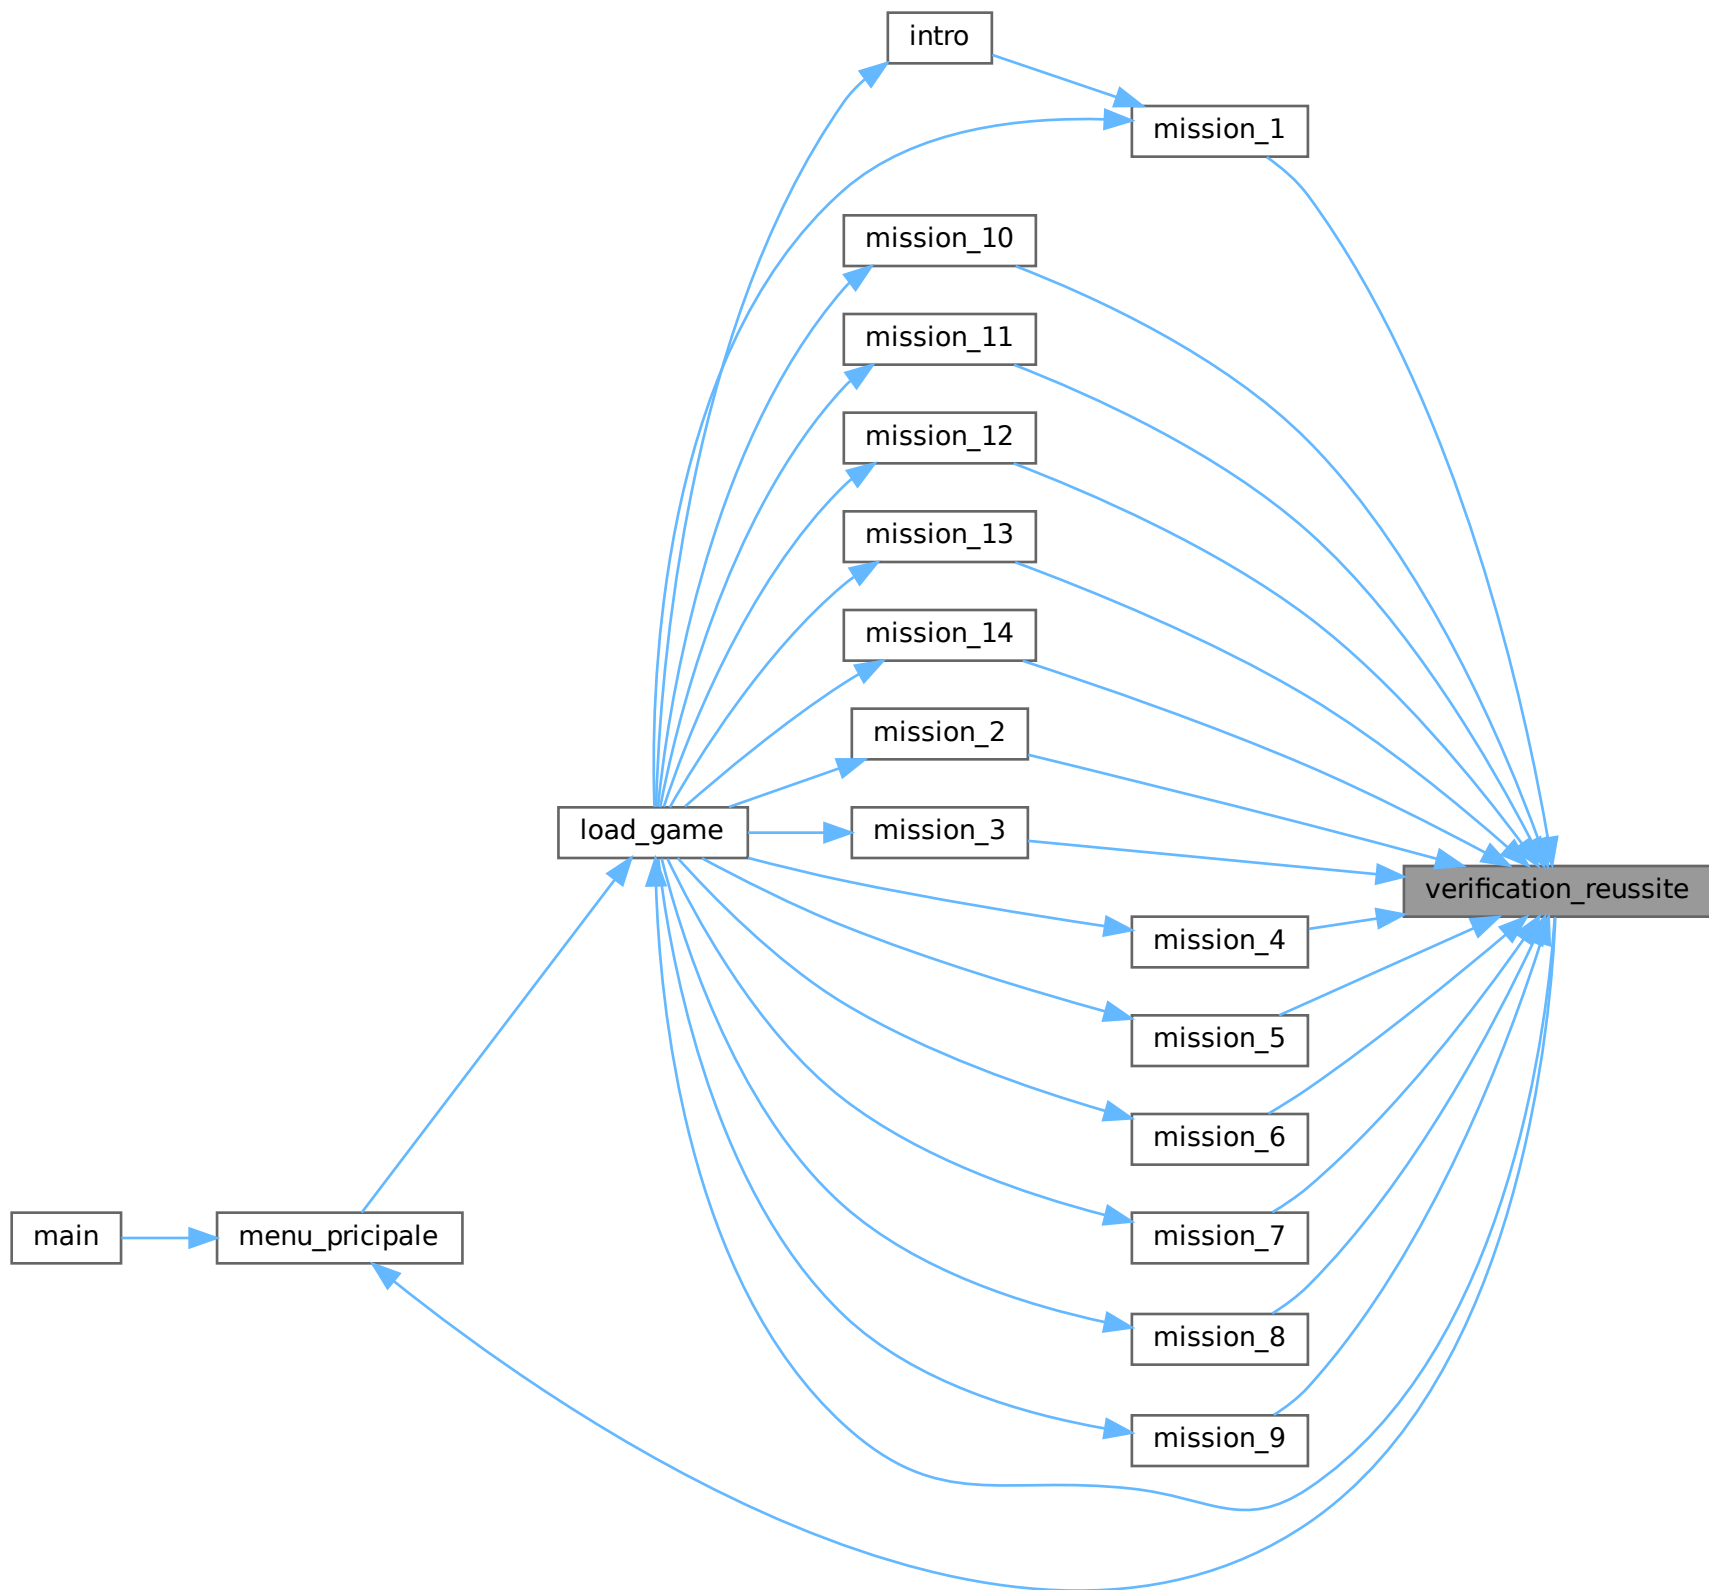 intro
mission_1
mission_10
mission_11
mission_12
mission_13
mission_14
mission_2
load_game
mission_3
verification_reussite
mission_4
mission_5
mission_6
main
menu_pricipale
mission_7
mission_8
mission_9